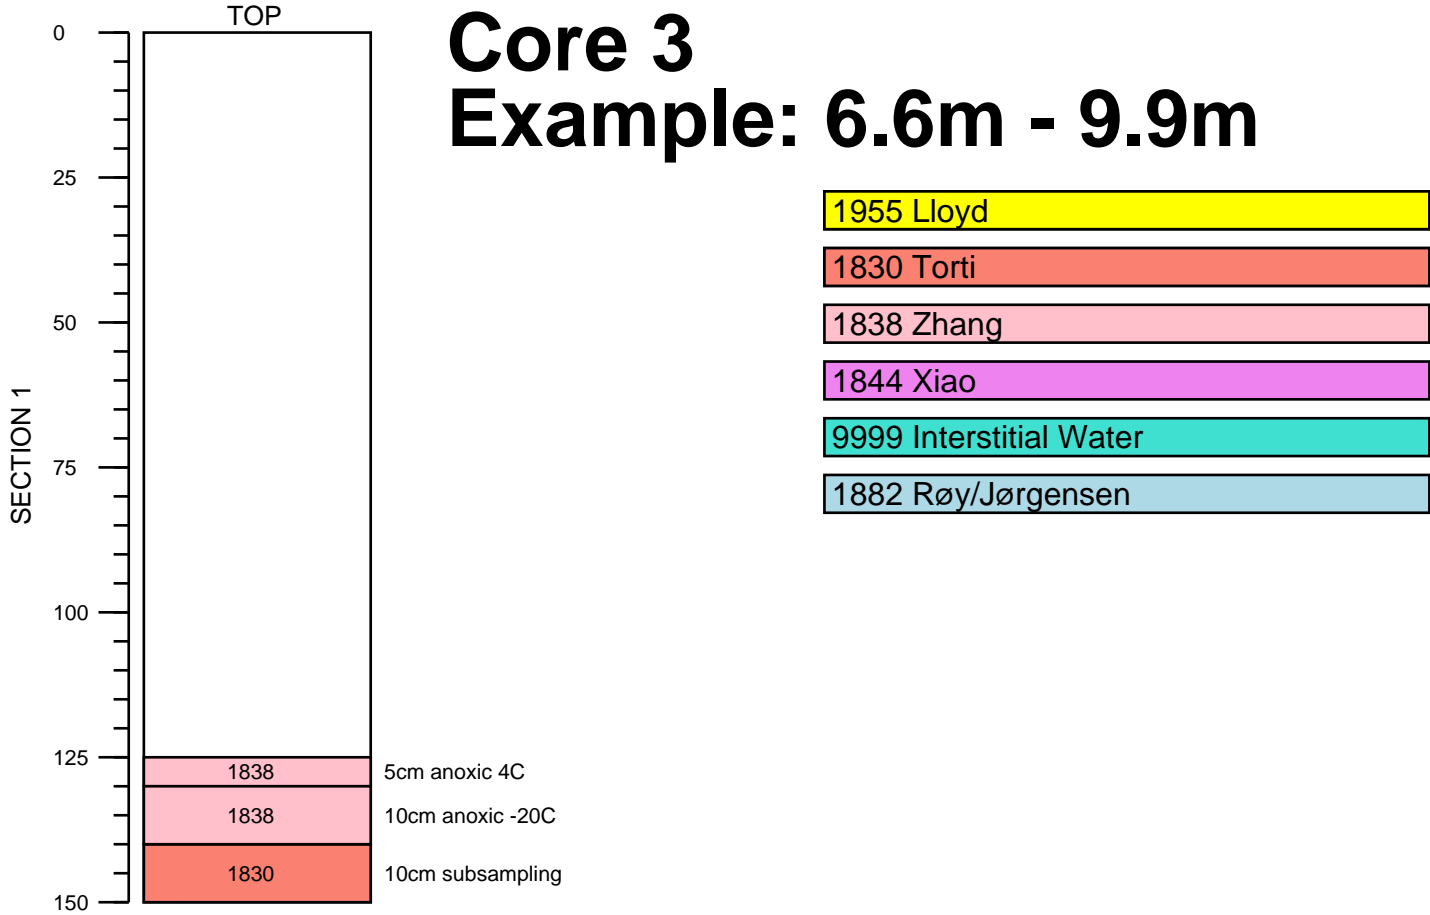 TOP
Core 3
Example: 6.6m - 9.9m
0
25
50
75
100
125
150
SECTION 1
1955 Lloyd
1830 Torti
1838 Zhang
1844 Xiao
9999 Interstitial Water
1882 Røy/Jørgensen
1838 5cm anoxic 4C
1838 10cm anoxic -20C
1830 10cm subsampling